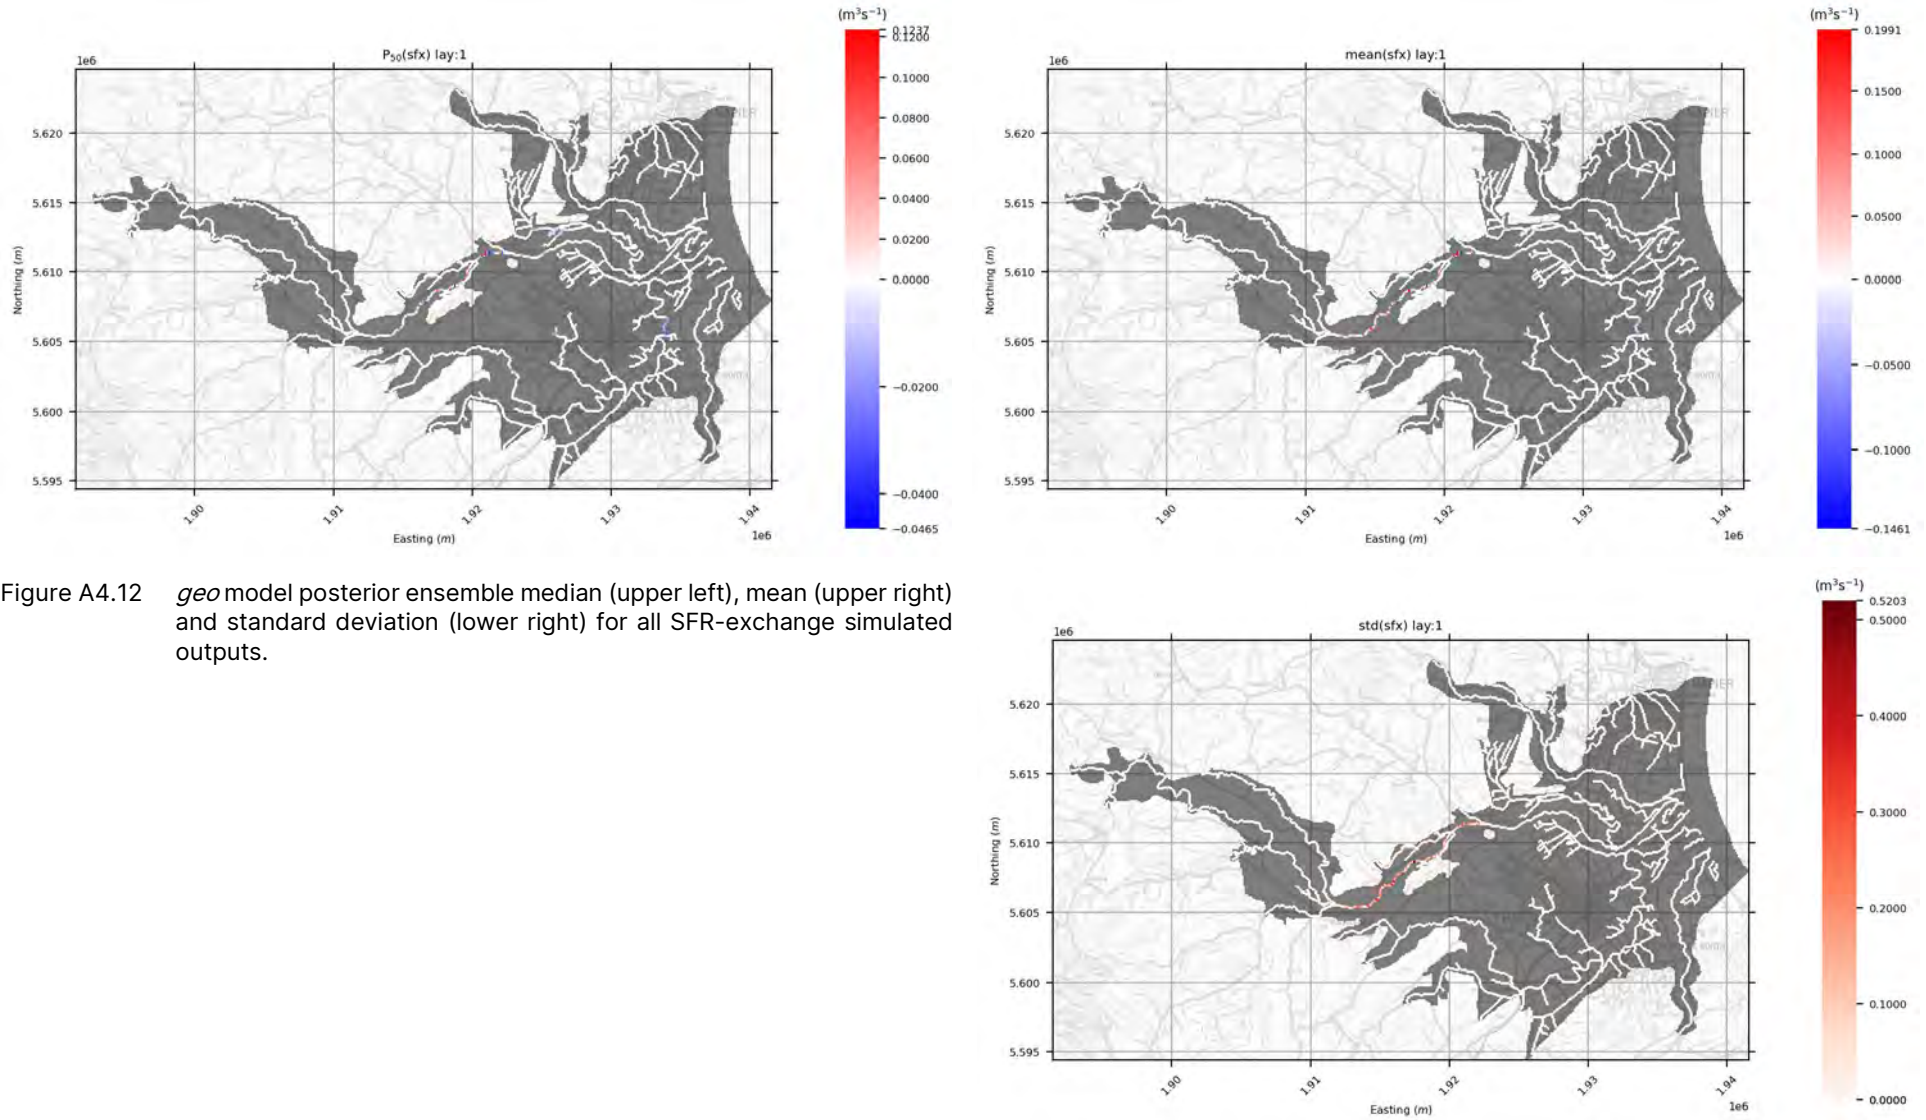 (m³s⁻¹)
P₅₀(sfx) lay:1
1e6
5.620
5.615
5.610
5.605
5.600
5.595
Northing (m)
1.90
1.91
1.92
1.93
1.94
1e6
Easting (m)
0.1237
0.1200
0.1000
0.0800
0.0600
0.0400
0.0200
0.0000
−0.0200
−0.0400
−0.0465
(m³s⁻¹)
mean(sfx) lay:1
1e6
5.620
5.615
5.610
5.605
5.600
5.595
Northing (m)
1.90
1.91
1.92
1.93
1.94
1e6
Easting (m)
0.1991
0.1500
0.1000
0.0500
0.0000
−0.0500
−0.1000
−0.1461
Figure A4.12 geo model posterior ensemble median (upper left), mean (upper right)
and standard deviation (lower right) for all SFR-exchange simulated
outputs.
(m³s⁻¹)
std(sfx) lay:1
1e6
5.620
5.615
5.610
5.605
5.600
5.595
Northing (m)
1.90
1.91
1.92
1.93
1.94
1e6
Easting (m)
0.5203
0.5000
0.4000
0.3000
0.2000
0.1000
0.0000